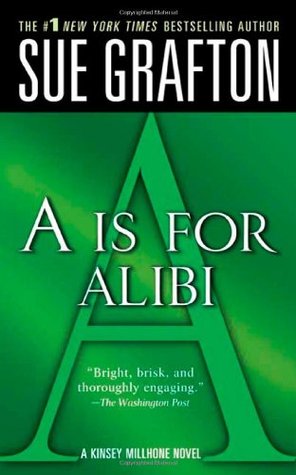 THE #1 NEW YORK TIMES BESTSELLING AUTHOR
SUE GRAFTON
A
A IS FOR
ALIBI
"Bright, brisk, and
thoroughly engaging."
—The Washington Post
A KINSEY MILLHONE NOVEL